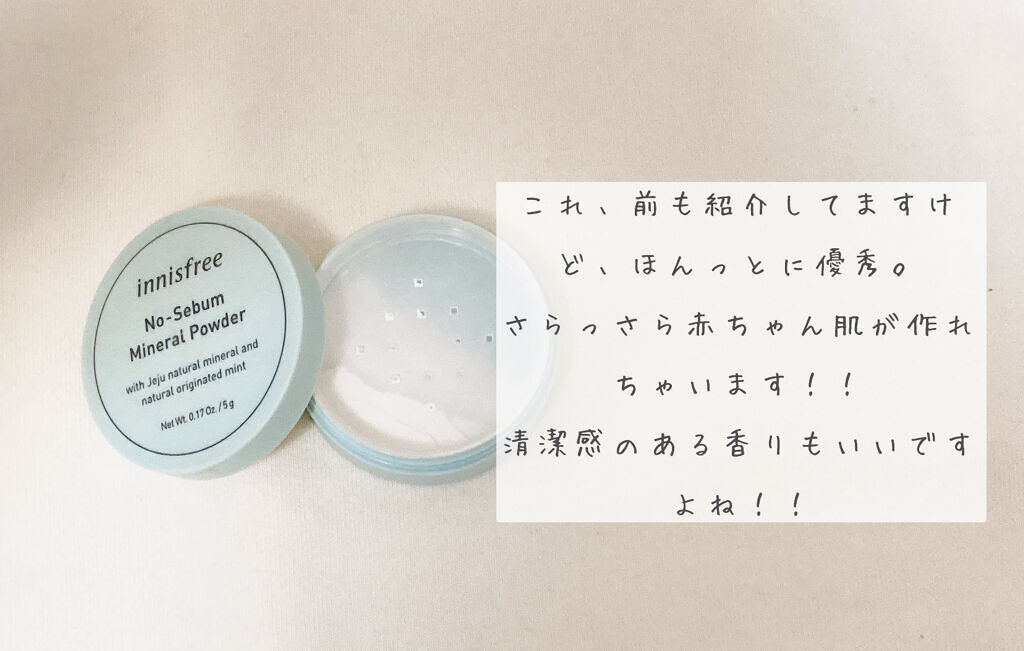 innisfree
No-Sebum
Mineral Powder
with Jeju natural mineral and
natural originated mint
Net Wt. 0.17 Oz. / 5 g
これ、前も紹介してますけ
ど、ほんっとに優秀。
さらっさら赤ちゃん肌が作れ
ちゃいます！！
清潔感のある香りもいいです
よね！！